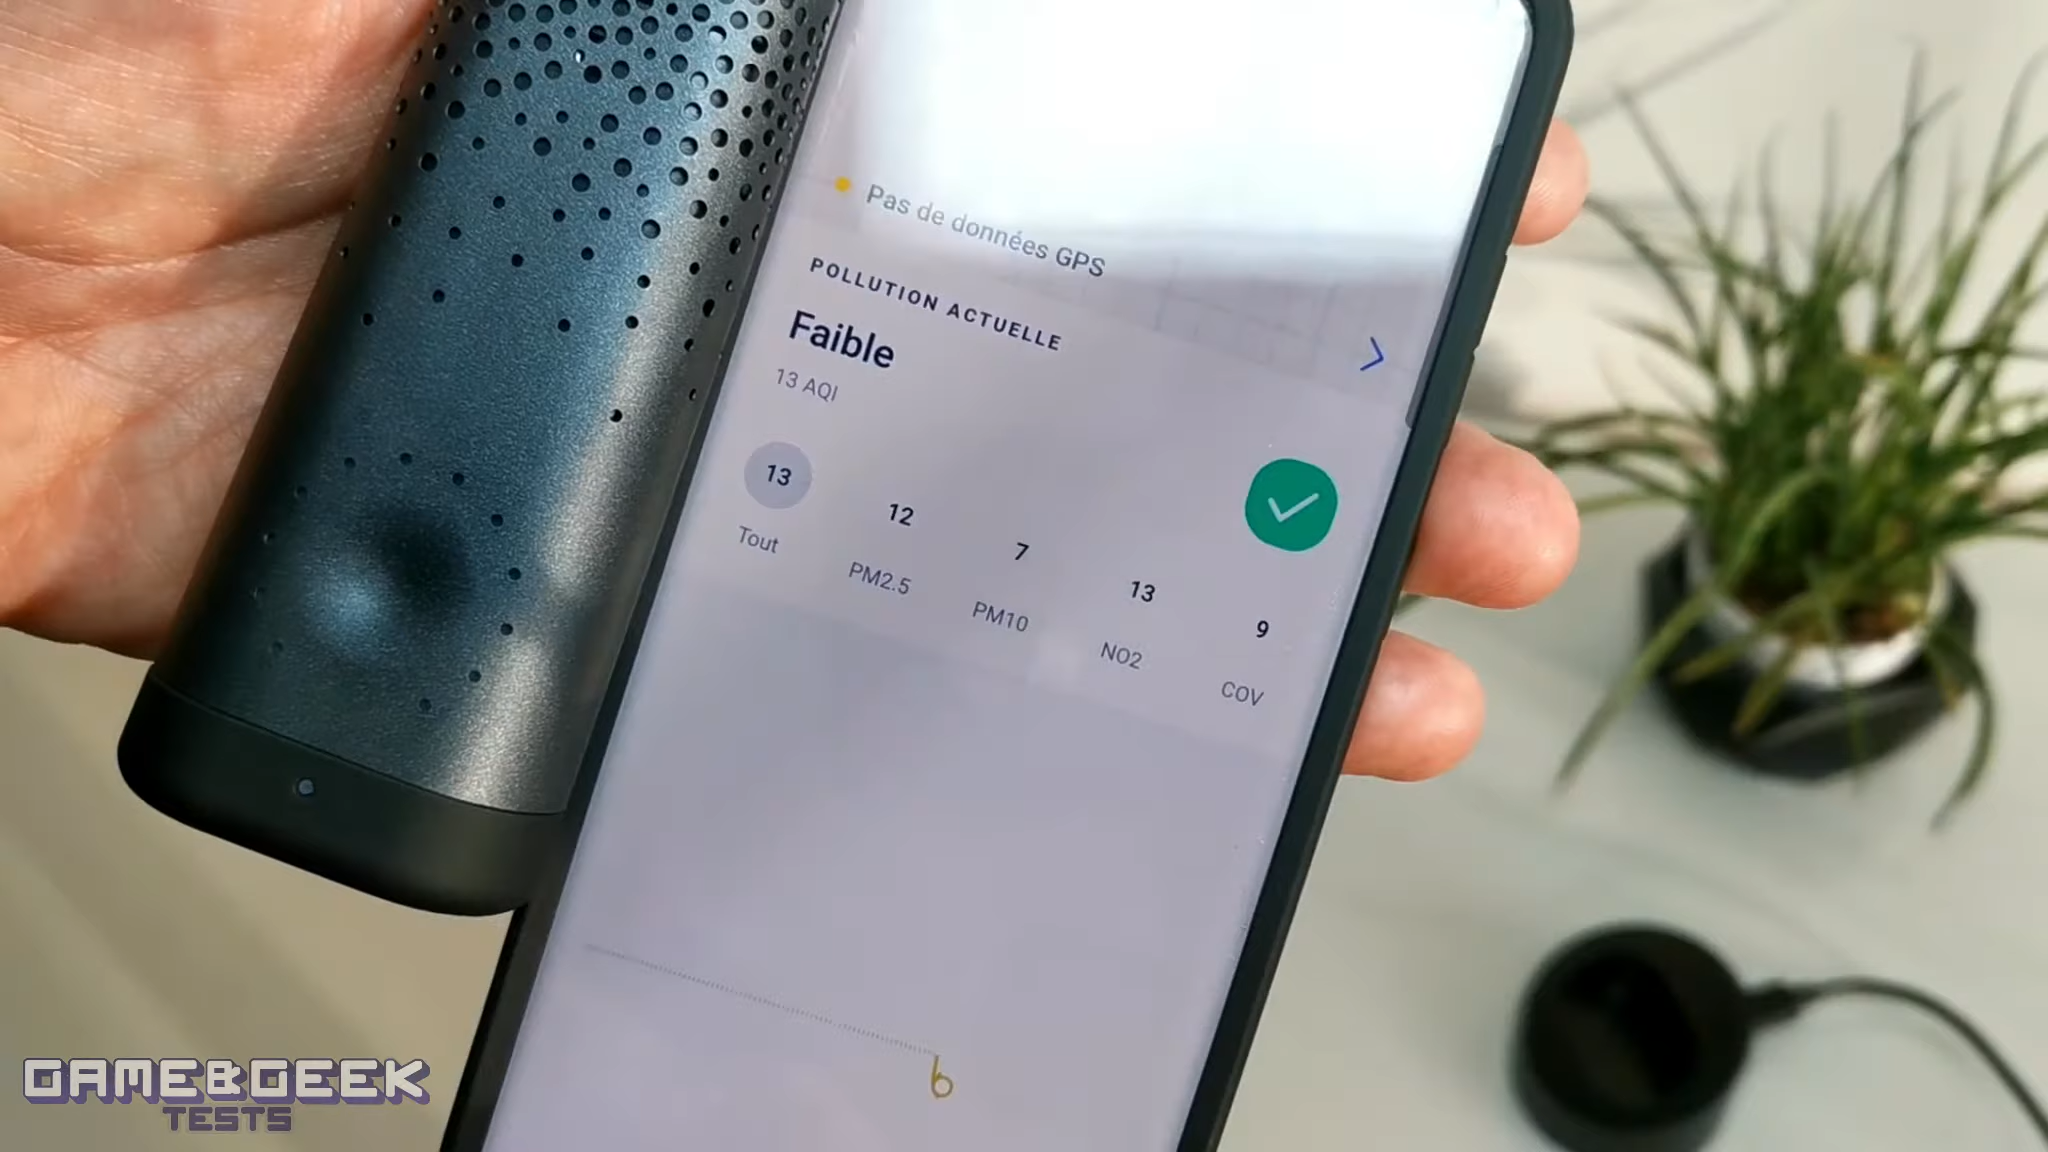 Pas de données GPS
POLLUTION ACTUELLE
Faible
13 AQI
13 12 7 13 9
Tout PM2.5 PM10 NO2 COV
GAME&GEEK
TESTS